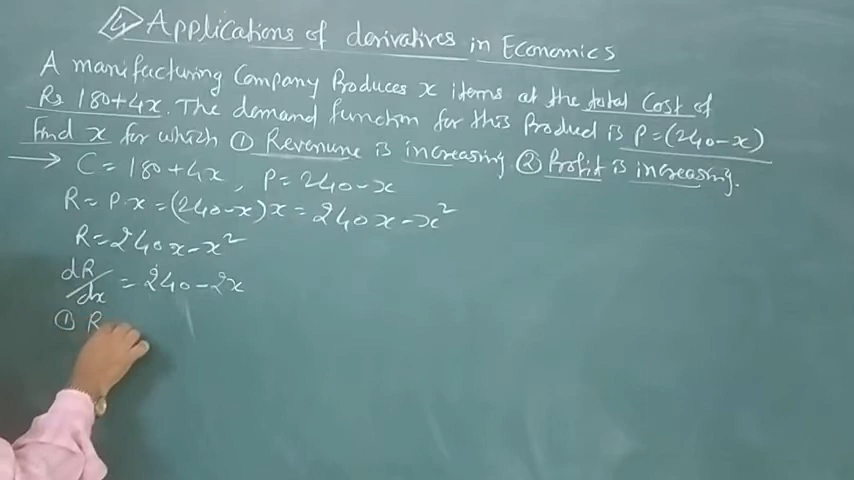 ④ Applications of derivatives in Economics
A manufacturing Company Produces x items at the total Cost of
Rs 180+4x. The demand function for this Product is P=(240-x)
Find x for which ① Revenune is increasing ② Profit is increasing.
→ C=180+4x, P=240-x
R=P·x=(240-x)x=240x-x²
R=240x-x²
dR/dx = 240-2x
① R